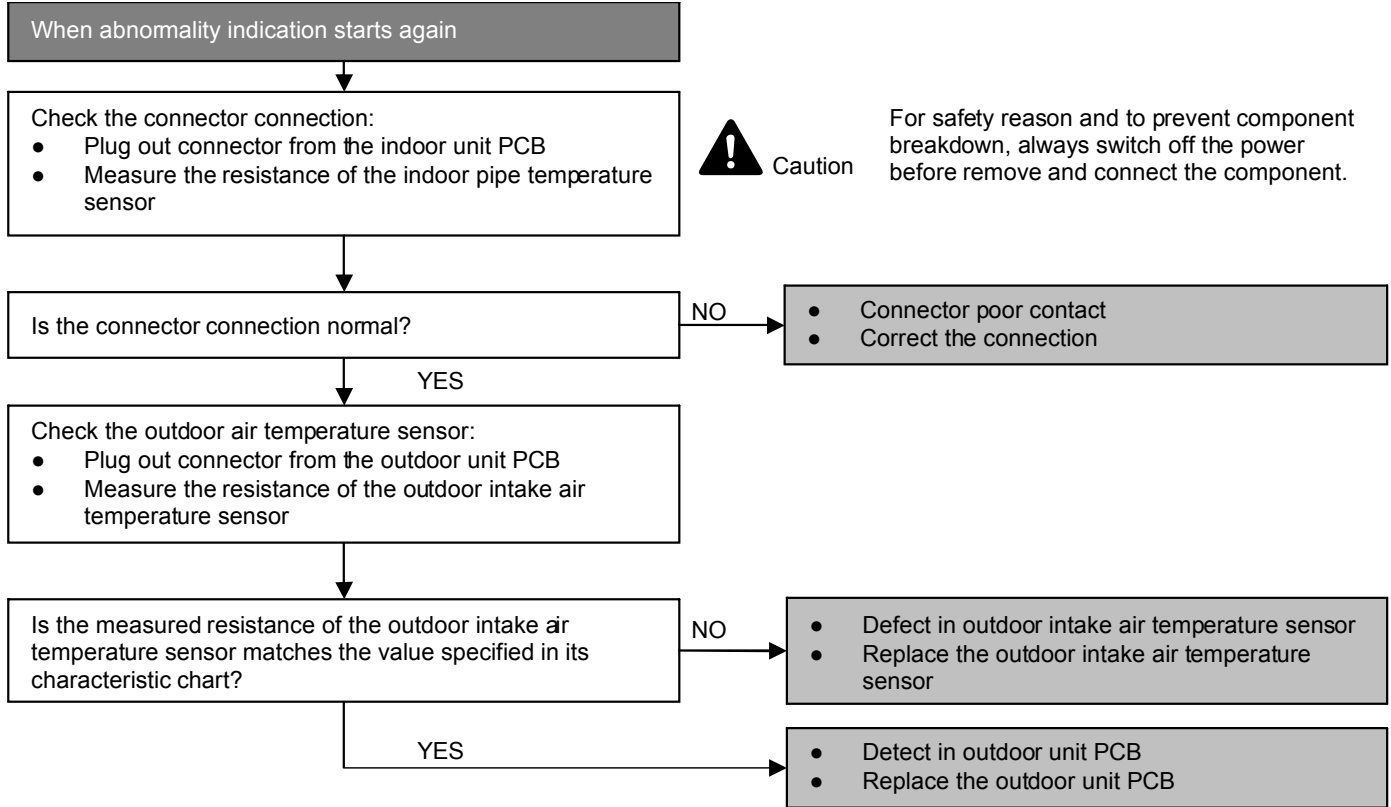 When abnormality indication starts again
Check the connector connection:
● Plug out connector from the indoor unit PCB
● Measure the resistance of the indoor pipe temperature
sensor
Caution
For safety reason and to prevent component
breakdown, always switch off the power
before remove and connect the component.
Is the connector connection normal?
NO
● Connector poor contact
● Correct the connection
YES
Check the outdoor air temperature sensor:
● Plug out connector from the outdoor unit PCB
● Measure the resistance of the outdoor intake air
temperature sensor
Is the measured resistance of the outdoor intake air
temperature sensor matches the value specified in its
characteristic chart?
NO
● Defect in outdoor intake air temperature sensor
● Replace the outdoor intake air temperature
sensor
YES
● Detect in outdoor unit PCB
● Replace the outdoor unit PCB